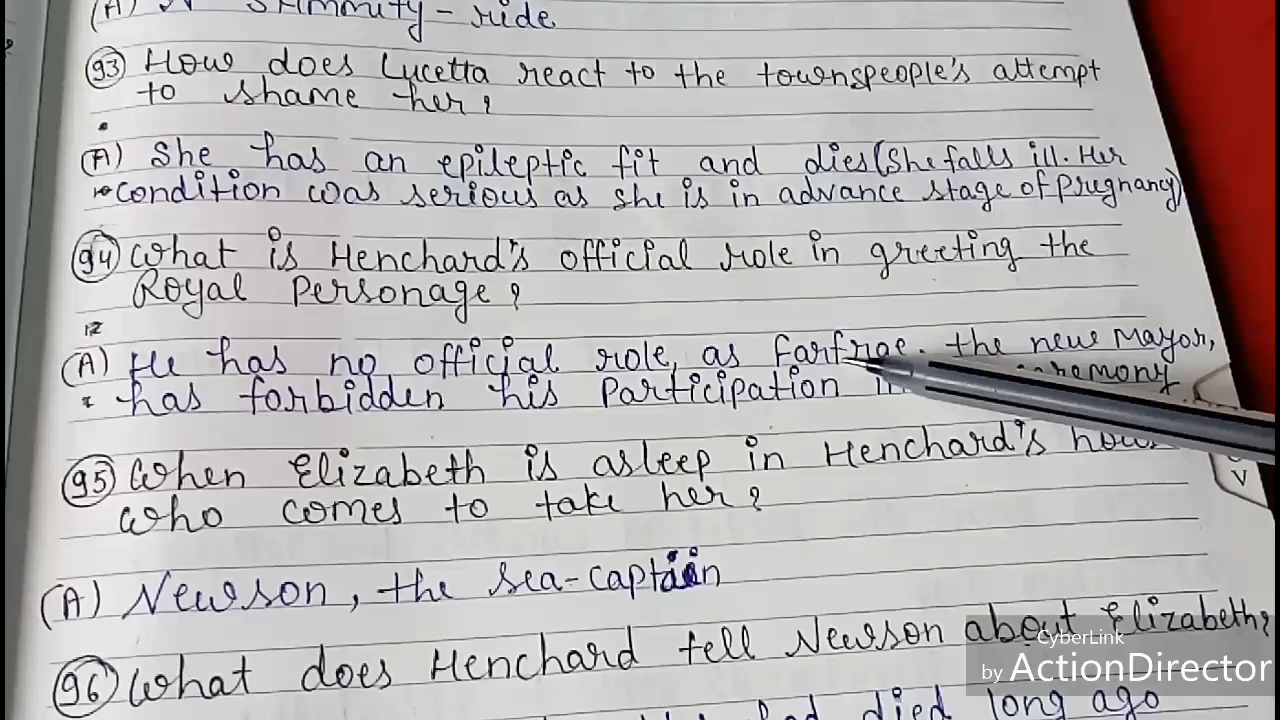 (A) Skimmity-ride
93 How does Lucetta react to the townspeople's attempt
to shame her?
(A) She has an epileptic fit and dies (She falls ill. Her
condition was serious as she is in advance stage of pregnancy)
94 What is Henchard's official role in greeting the
Royal Personage?
(A) He has no official role, as Farfrae. the new Mayor,
has forbidden his participation
95 When Elizabeth is asleep in Henchard's
who comes to take her?
(A) Newson, the sea-captain
96 What does Henchard tell Newson about Elizabeth?
had died long ago
CyberLink
by ActionDirector